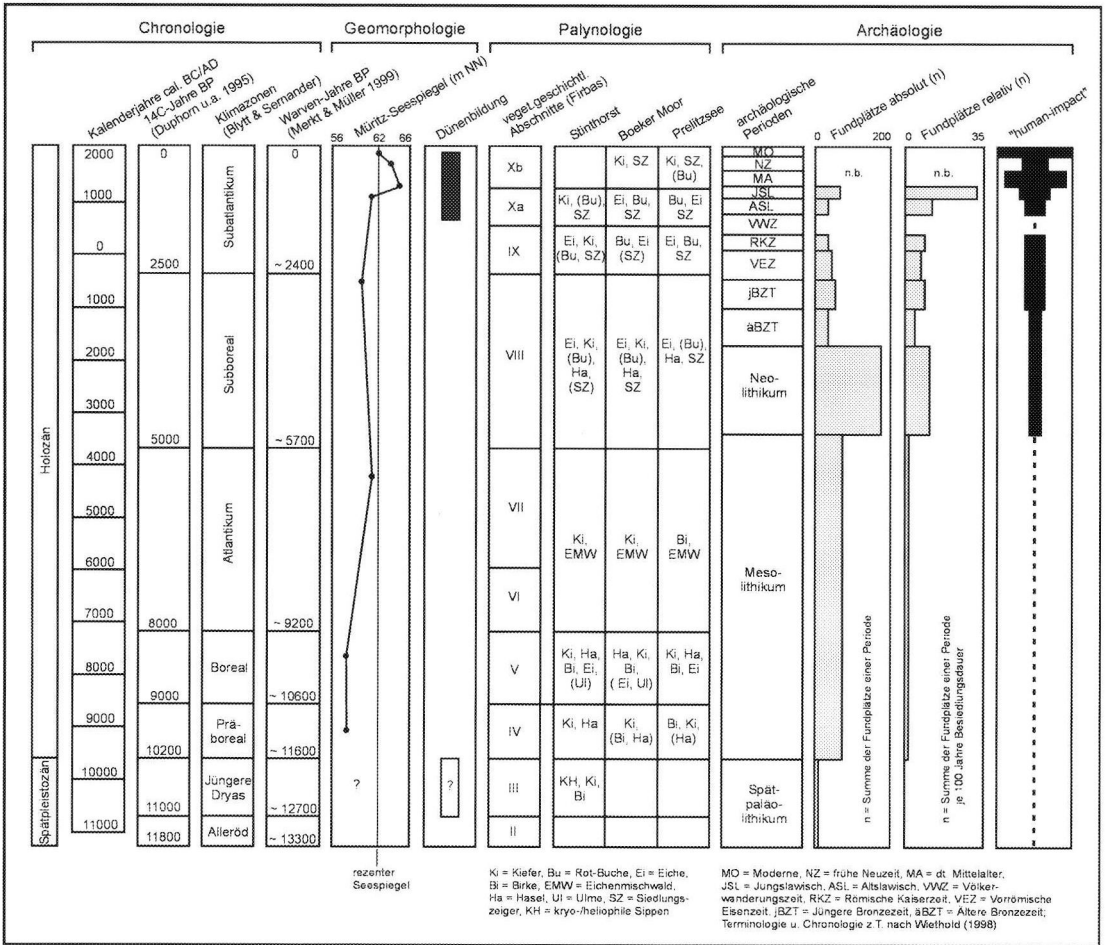 Chronologie
Geomorphologie
Palynologie
Archäologie
Kalenderjahre cal. BC/AD
14C-Jahre BP
(Duphorn u.a. 1995)
Klimazonen
(Blytt & Sernander)
Warven-Jahre BP
(Merkt & Müller 1999)
Müritz-Seespiegel (m NN)
56 62 66
Dünenbildung
veget.geschichtl.
Abschnitte (Firbas)
Stinthorst
Boeker Moor
Prelitzsee
archäologische
Perioden
Fundplätze absolut (n)
0 200
Fundplätze relativ (n)
0 35
"human-impact"
Holozän
Spätpleistozän
2000
1000
0
1000
2000
3000
4000
5000
6000
7000
8000
9000
10000
11000
0
2500
5000
8000
9000
10200
11000
11800
Subatlantikum
Subboreal
Atlantikum
Boreal
Prä-
boreal
Jüngere
Dryas
Alleröd
0
~ 2400
~ 5700
~ 9200
~ 10600
~ 11600
~ 12700
~ 13300
?
rezenter
Seespiegel
?
Xb
Xa
IX
VIII
VII
VI
V
IV
III
II
Ki, (Bu),
SZ
Ei, Ki,
(Bu, SZ)
Ei, Ki,
(Bu),
Ha,
(SZ)
Ki,
EMW
Ki, Ha,
Bi, Ei,
(Ul)
Ki, Ha
KH, Ki,
Bi
Ki, SZ
Ei, Bu,
SZ
Bu, Ei
(SZ)
Ei, Ki,
(Bu),
Ha,
SZ
Ki,
EMW
Ha, Ki,
Bi,
( Ei, Ul)
Ki,
(Bi, Ha)
Ki, SZ,
(Bu)
Bu, Ei
SZ
Ei, Bu,
SZ
Ei, (Bu),
Ha, SZ
Bi,
EMW
Ki, Ha,
Bi, Ei
Bi, Ki,
(Ha)
MO
NZ
MA
JSL
ASL
VWZ
RKZ
VEZ
jBZT
äBZT
Neo-
lithikum
Meso-
lithikum
Spät-
paläo-
lithikum
n.b.
n = Summe der Fundplätze einer Periode
n.b.
n = Summe der Fundplätze einer Periode
je 100 Jahre Besiedlungsdauer
Ki = Kiefer, Bu = Rot-Buche, Ei = Eiche,
Bi = Birke, EMW = Eichenmischwald,
Ha = Hasel, Ul = Ulme, SZ = Siedlungs-
zeiger, KH = kryo-/heliophile Sippen
MO = Moderne, NZ = frühe Neuzeit, MA = dt. Mittelalter,
JSL = Jungslawisch, ASL = Altslawisch, VWZ = Völker-
wanderungszeit, RKZ = Römische Kaiserzeit, VEZ = Vorrömische
Eisenzeit, jBZT = Jüngere Bronzezeit, äBZT = Ältere Bronzezeit;
Terminologie u. Chronologie z.T. nach Wiethold (1998)